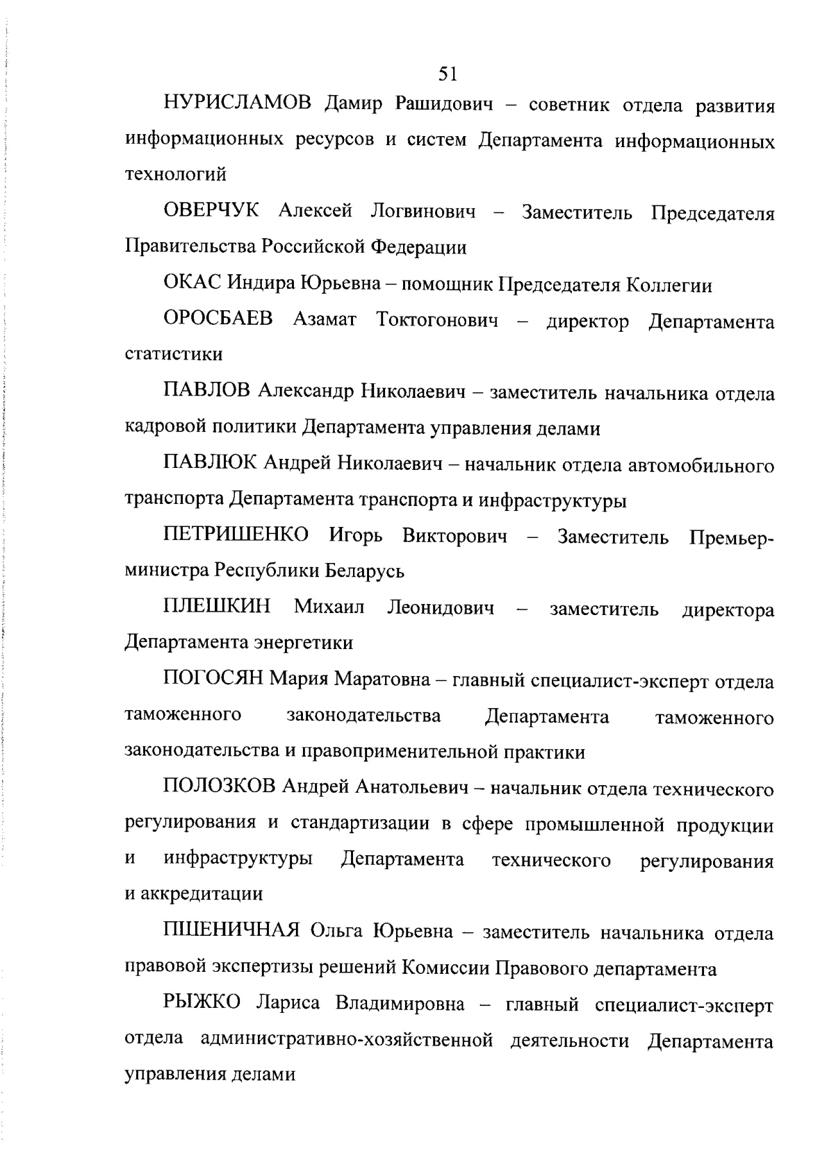 51
НУРИСЛАМОВ Дамир Рашидович – советник отдела развития
информационных ресурсов и систем Департамента информационных
технологий
ОВЕРЧУК Алексей Логвинович – Заместитель Председателя
Правительства Российской Федерации
ОКАС Индира Юрьевна – помощник Председателя Коллегии
ОРОСБАЕВ Азамат Токтогонович – директор Департамента
статистики
ПАВЛОВ Александр Николаевич – заместитель начальника отдела
кадровой политики Департамента управления делами
ПАВЛЮК Андрей Николаевич – начальник отдела автомобильного
транспорта Департамента транспорта и инфраструктуры
ПЕТРИШЕНКО Игорь Викторович – Заместитель Премьер-
министра Республики Беларусь
ПЛЕШКИН Михаил Леонидович – заместитель директора
Департамента энергетики
ПОГОСЯН Мария Маратовна – главный специалист-эксперт отдела
таможенного законодательства Департамента таможенного
законодательства и правоприменительной практики
ПОЛОЗКОВ Андрей Анатольевич – начальник отдела технического
регулирования и стандартизации в сфере промышленной продукции
и инфраструктуры Департамента технического регулирования
и аккредитации
ПШЕНИЧНАЯ Ольга Юрьевна – заместитель начальника отдела
правовой экспертизы решений Комиссии Правового департамента
РЫЖКО Лариса Владимировна – главный специалист-эксперт
отдела административно-хозяйственной деятельности Департамента
управления делами